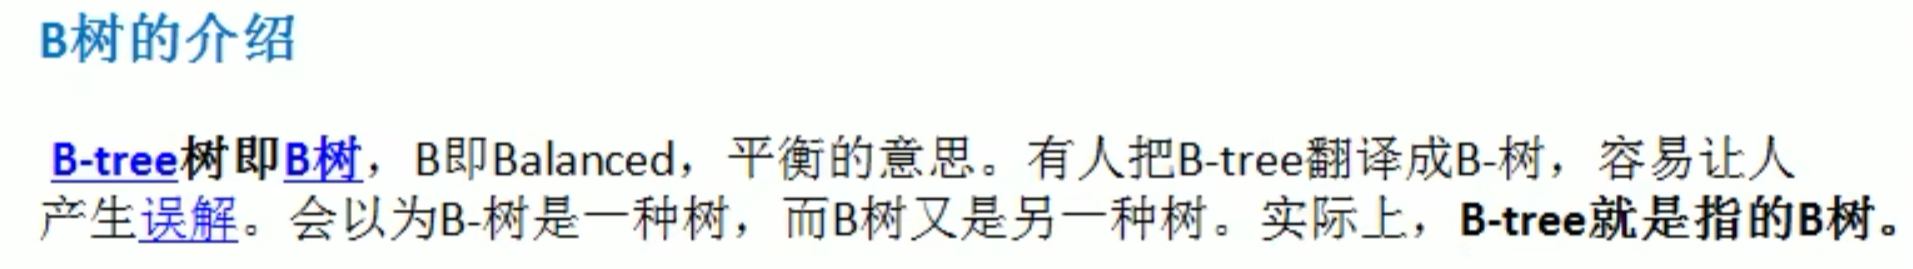 B树的介绍
B-tree树即B树，B即Balanced，平衡的意思。有人把B-tree翻译成B-树，容易让人
产生误解。会以为B-树是一种树，而B树又是另一种树。实际上，B-tree就是指的B树。